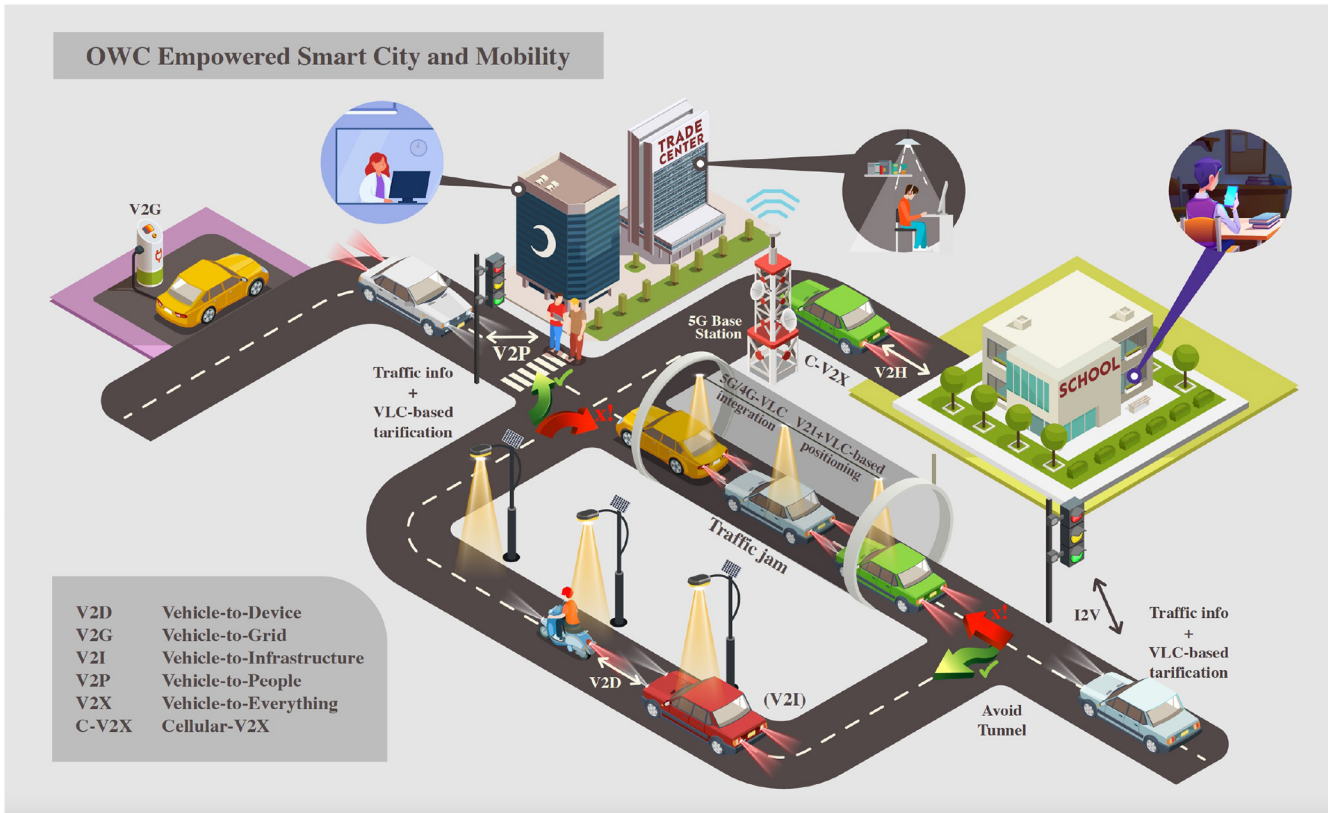 OWC Empowered Smart City and Mobility
TRADE
CENTER
V2G
V2P
5G Base
Station
C-V2X
V2H
SCHOOL
Traffic info
+
VLC-based
tarification
x!
5G/4G-VLC
integration
V21+VLC-based
positioning
Traffic jam
x!
I2V
Traffic info
+
VLC-based
tarification
V2D
(V2I)
Avoid
Tunnel
V2D Vehicle-to-Device
V2G Vehicle-to-Grid
V2I Vehicle-to-Infrastructure
V2P Vehicle-to-People
V2X Vehicle-to-Everything
C-V2X Cellular-V2X